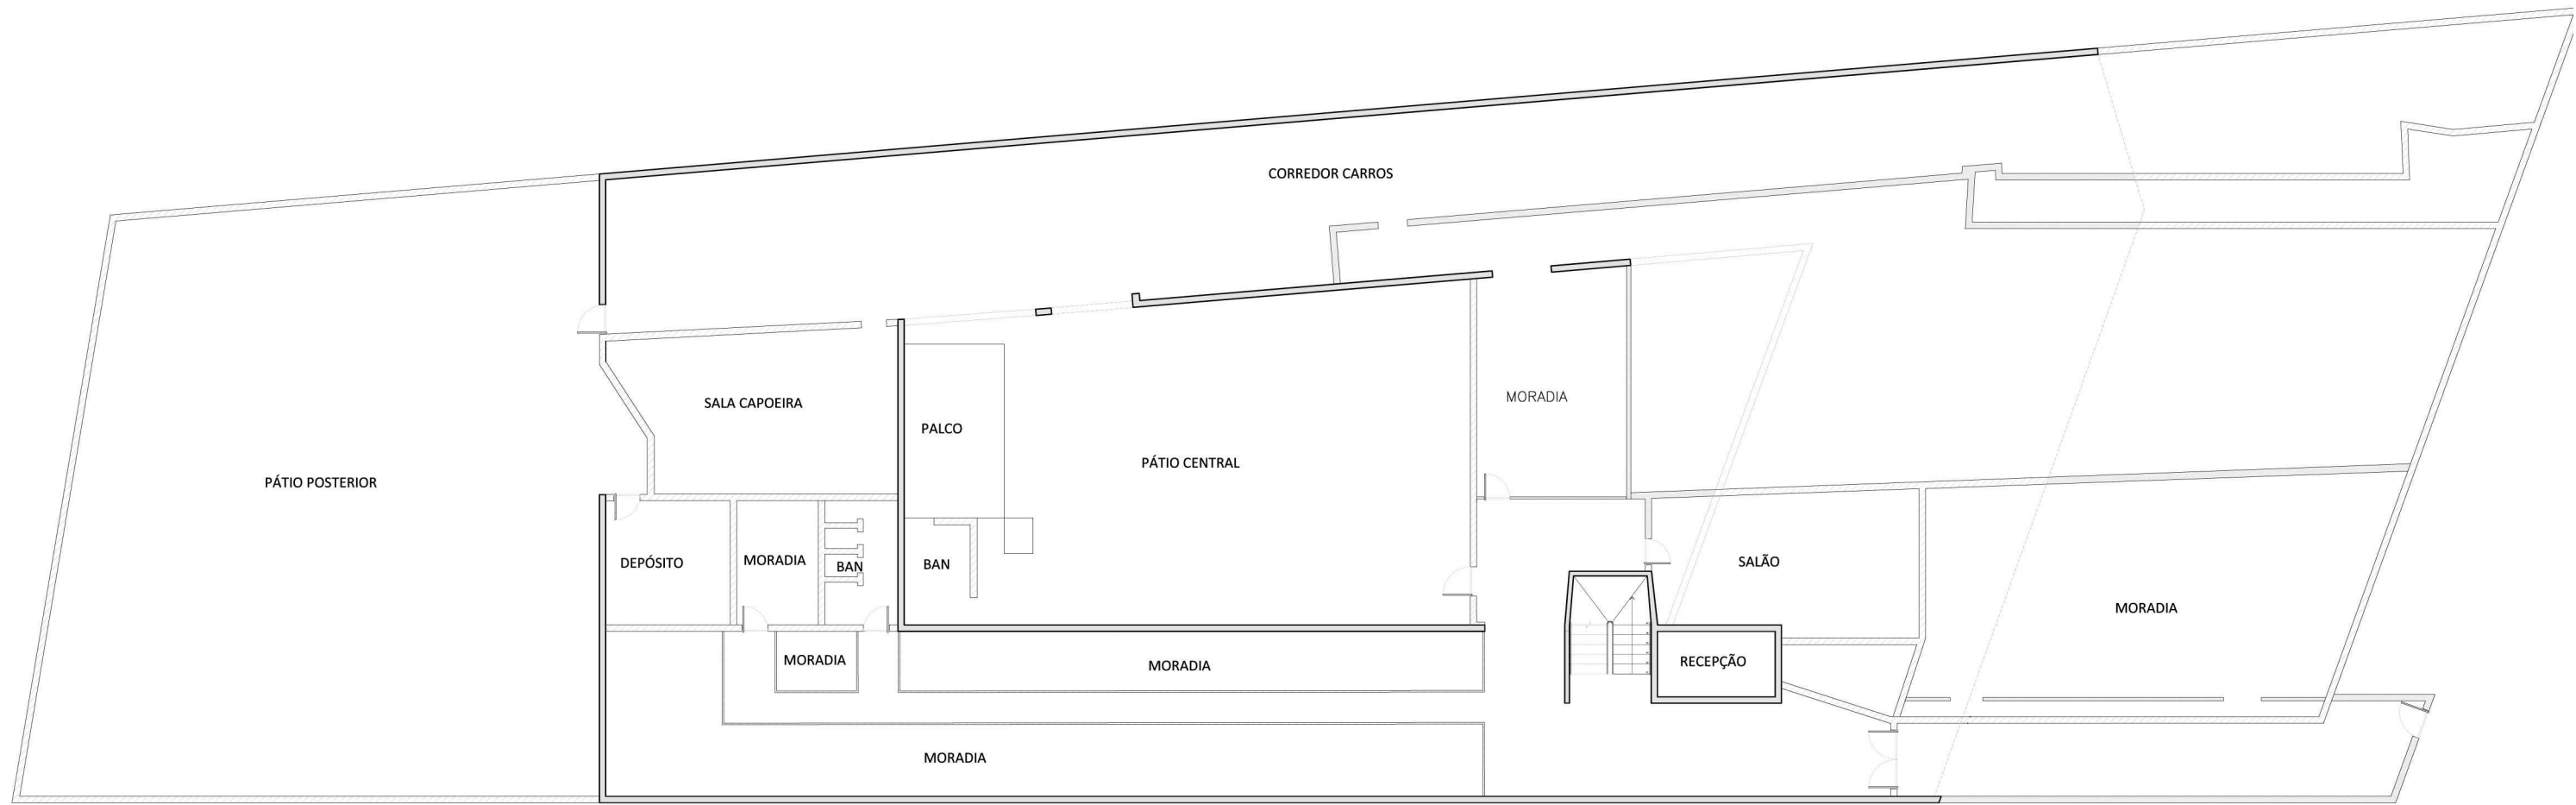 CORREDOR CARROS
SALA CAPOEIRA
PALCO
MORADIA
PÁTIO CENTRAL
PÁTIO POSTERIOR
DEPÓSITO
MORADIA
BAN
BAN
SALÃO
MORADIA
MORADIA
MORADIA
RECEPÇÃO
MORADIA